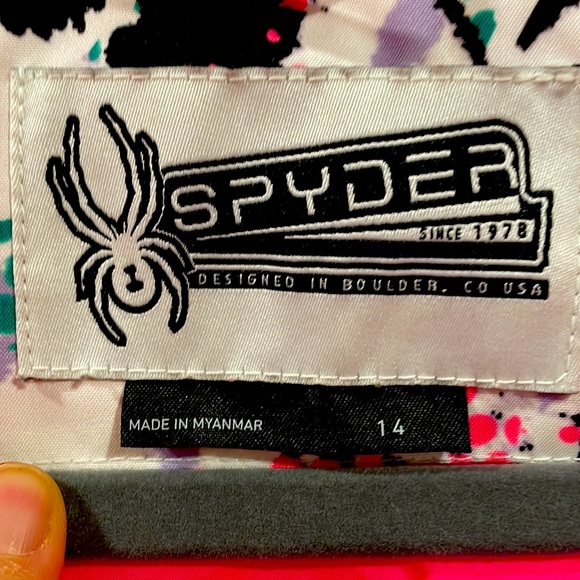 SPYDER
SINCE 1978
DESIGNED IN BOULDER, CO USA
MADE IN MYANMAR 14